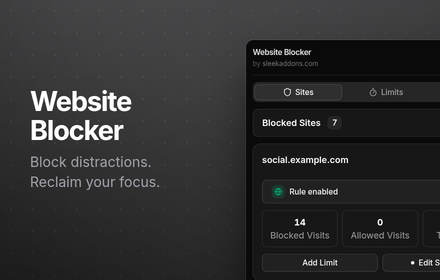 Website
Blocker
Block distractions.
Reclaim your focus.
Website Blocker
by sleekaddons.com
Sites
Limits
Blocked Sites 7
social.example.com
Rule enabled
14
Blocked Visits
0
Allowed Visits
Add Limit
Edit S